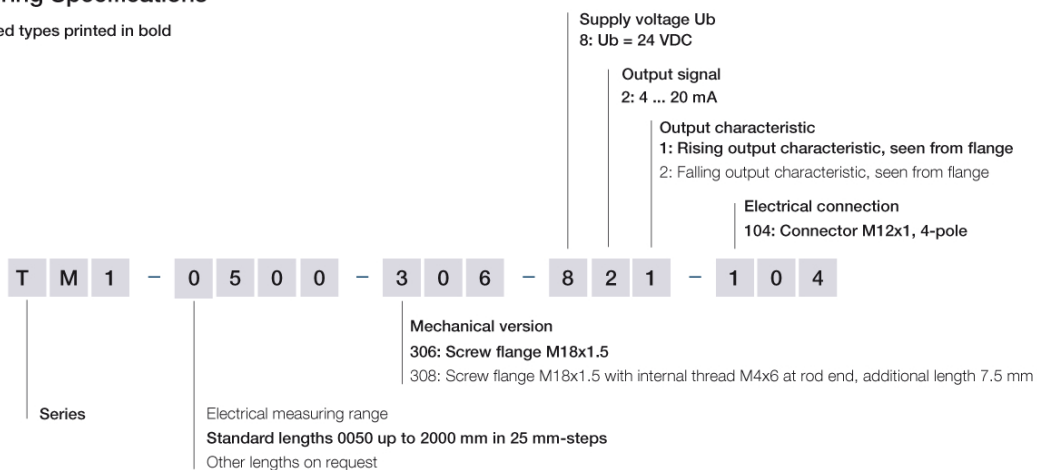 Specifications
types printed in bold
Supply voltage Ub
8: Ub = 24 VDC
Output signal
2: 4 ... 20 mA
Output characteristic
1: Rising output characteristic, seen from flange
2: Falling output characteristic, seen from flange
Electrical connection
104: Connector M12x1, 4-pole
T M 1 – 0 5 0 0 – 3 0 6 – 8 2 1 – 1 0 4
Mechanical version
306: Screw flange M18x1.5
308: Screw flange M18x1.5 with internal thread M4x6 at rod end, additional length 7.5 mm
Series
Electrical measuring range
Standard lengths 0050 up to 2000 mm in 25 mm-steps
Other lengths on request